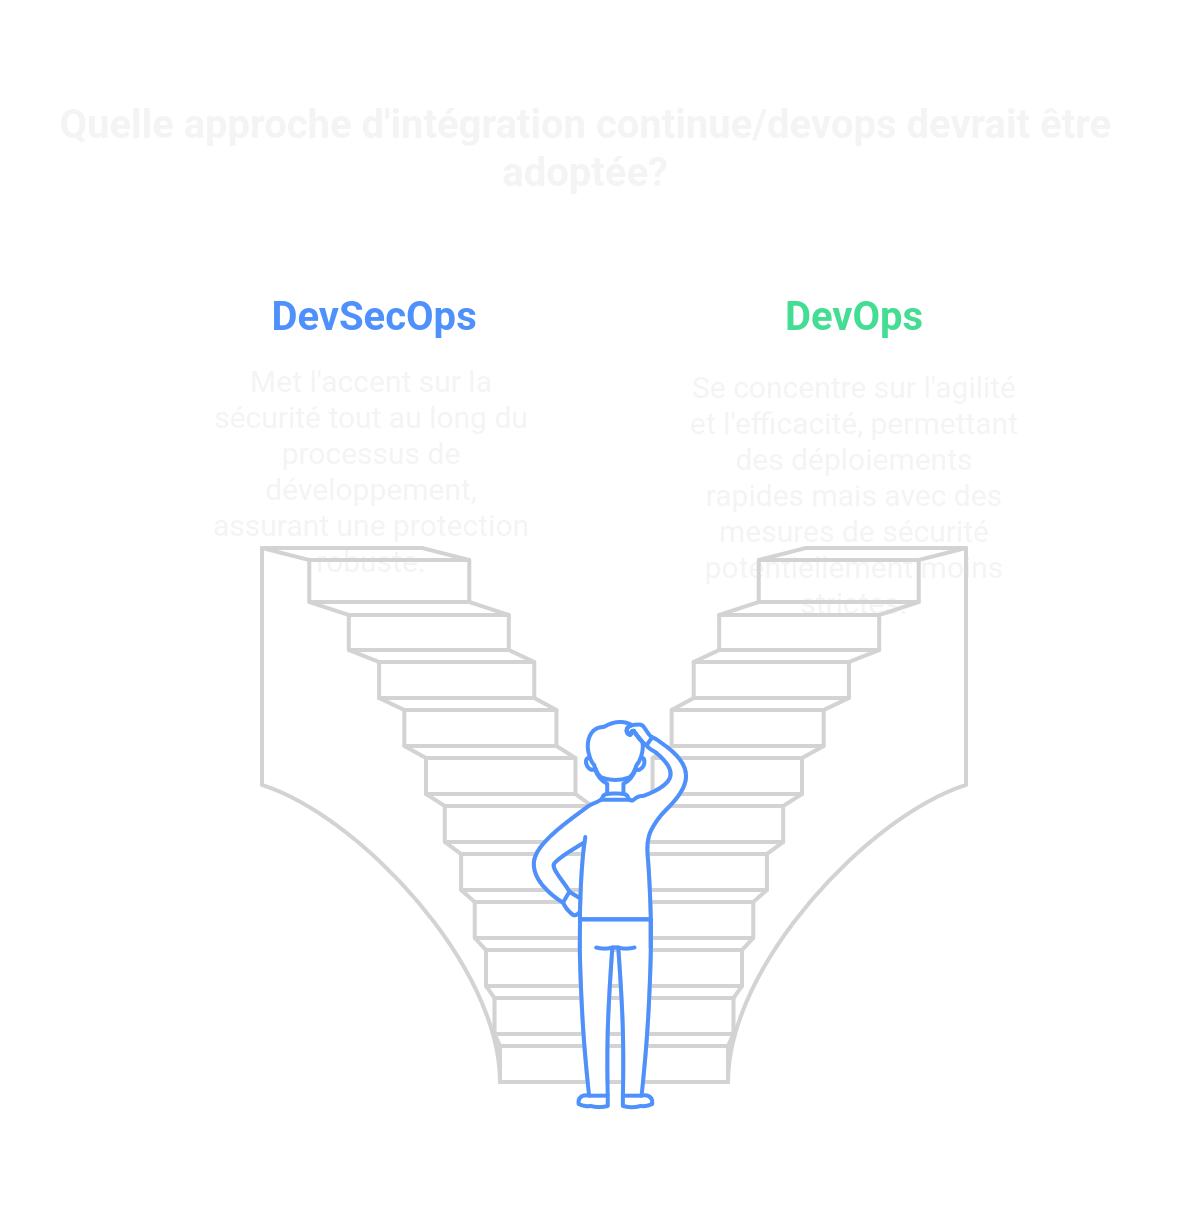 Quelle approche d'intégration continue/devops devrait être
adoptée?
DevSecOps
Met l'accent sur la
sécurité tout au long du
processus de
développement,
assurant une protection
robuste.
DevOps
Se concentre sur l'agilité
et l'efficacité, permettant
des déploiements
rapides mais avec des
mesures de sécurité
potentiellement moins
strictes.